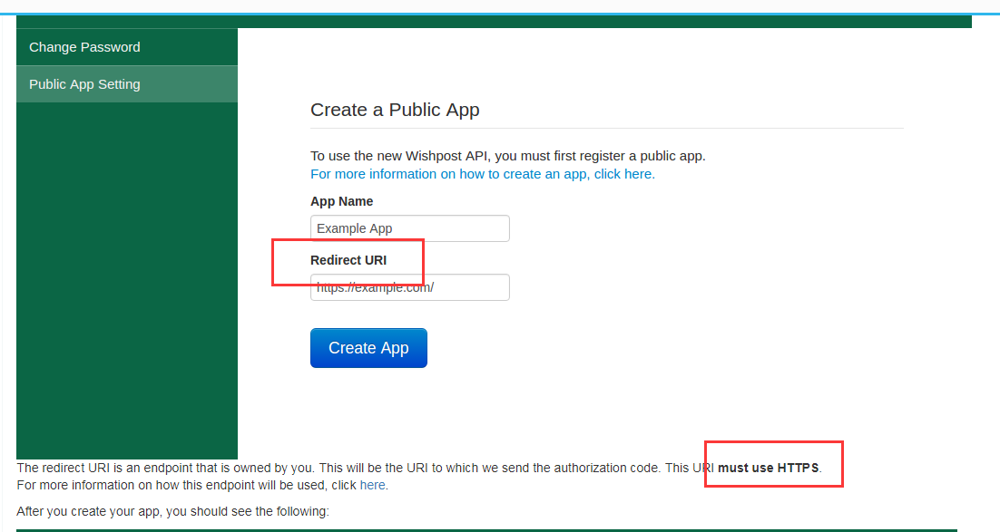 Change Password
Public App Setting
Create a Public App
To use the new Wishpost API, you must first register a public app.
For more information on how to create an app, click here.
App Name
Example App
Redirect URI
https://example.com/
Create App
The redirect URI is an endpoint that is owned by you. This will be the URI to which we send the authorization code. This URI must use HTTPS.
For more information on how this endpoint will be used, click here.
After you create your app, you should see the following: